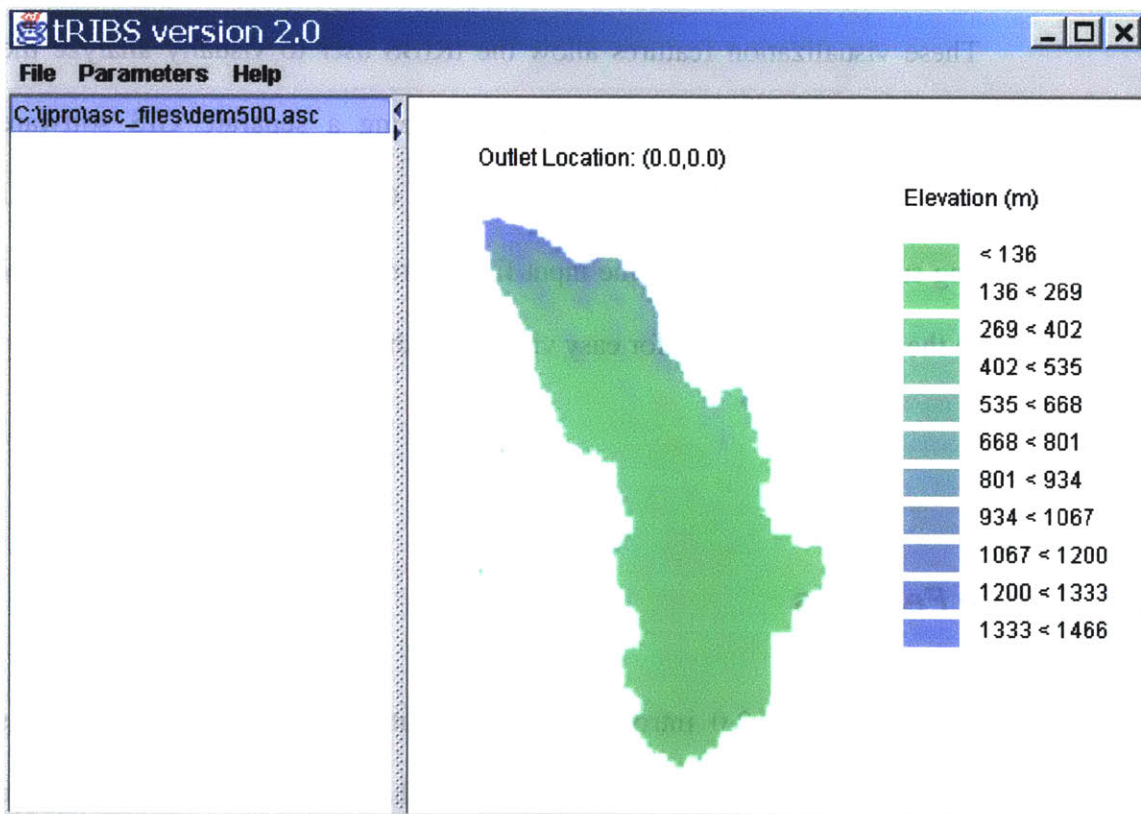 tRIBS version 2.0
File Parameters Help
C:\jpro\asc_files\dem500.asc
Outlet Location: (0.0,0.0)
Elevation (m)
< 136
136 < 269
269 < 402
402 < 535
535 < 668
668 < 801
801 < 934
934 < 1067
1067 < 1200
1200 < 1333
1333 < 1466